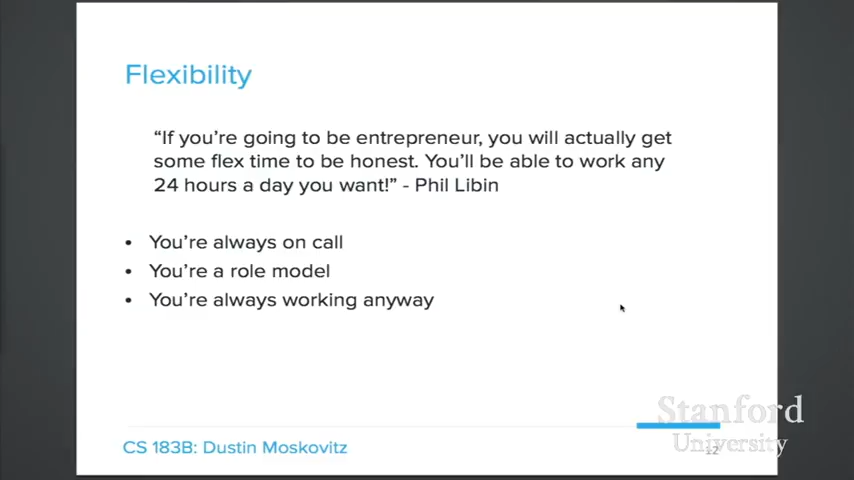 Flexibility
“If you’re going to be entrepreneur, you will actually get
some flex time to be honest. You’ll be able to work any
24 hours a day you want!” - Phil Libin
• You’re always on call
• You’re a role model
• You’re always working anyway
CS 183B: Dustin Moskovitz
12
Stanford
University